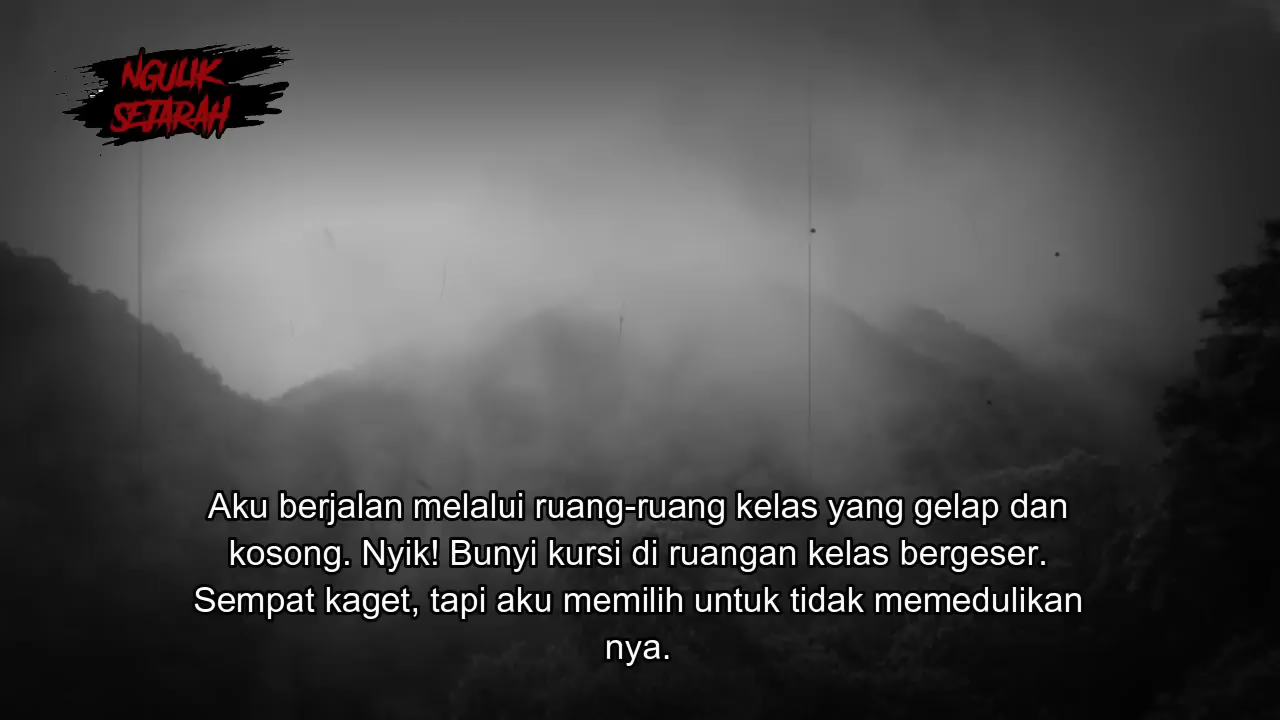 NGULIK
SEJARAH
Aku berjalan melalui ruang-ruang kelas yang gelap dan
kosong. Nyik! Bunyi kursi di ruangan kelas bergeser.
Sempat kaget, tapi aku memilih untuk tidak memedulikan
nya.